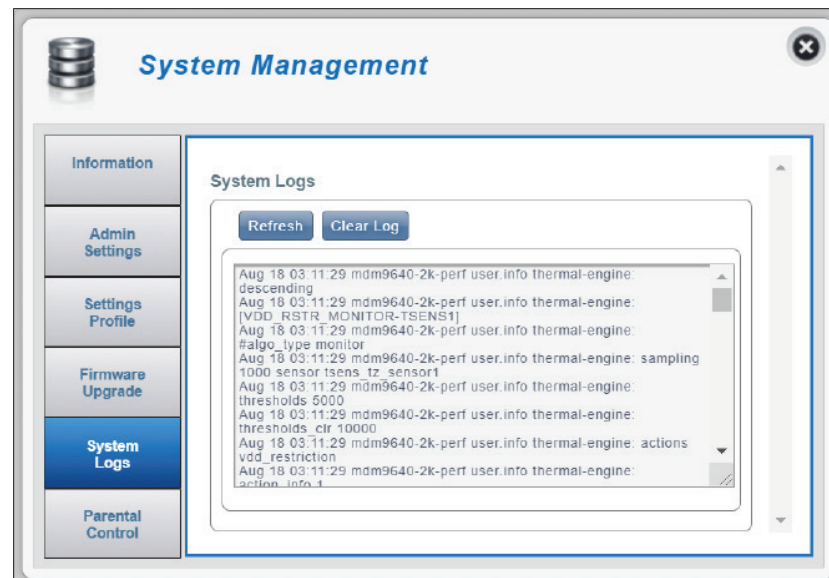 System Management
Information
Admin
Settings
Settings
Profile
Firmware
Upgrade
System
Logs
Parental
Control
System Logs
Refresh
Clear Log
Aug 18 03:11:29 mdm9640-2k-perf user.info thermal-engine:
descending
Aug 18 03:11:29 mdm9640-2k-perf user.info thermal-engine:
[VDD_RSTR_MONITOR-TSENS1]
Aug 18 03:11:29 mdm9640-2k-perf user.info thermal-engine:
#algo_type monitor
Aug 18 03:11:29 mdm9640-2k-perf user.info thermal-engine: sampling
1000 sensor tsens_tz_sensor1
Aug 18 03:11:29 mdm9640-2k-perf user.info thermal-engine:
thresholds 5000
Aug 18 03:11:29 mdm9640-2k-perf user.info thermal-engine:
thresholds_clr 10000
Aug 18 03:11:29 mdm9640-2k-perf user.info thermal-engine: actions
vdd_restriction
Aug 18 03:11:29 mdm9640-2k-perf user.info thermal-engine:
action_info 1